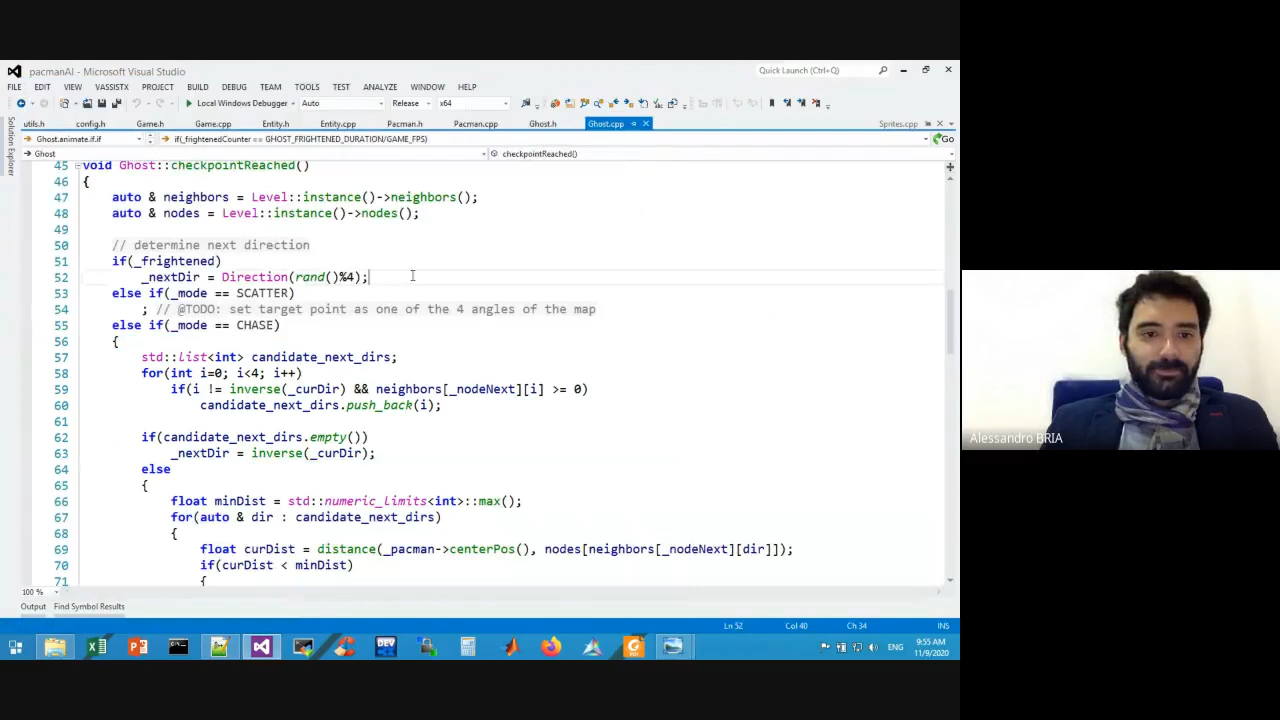 pacmanAI - Microsoft Visual Studio
Quick Launch (Ctrl+Q)
FILE EDIT VIEW VASSISTX PROJECT BUILD DEBUG TEAM TOOLS TEST ANALYZE WINDOW HELP
Local Windows Debugger Auto Release x64
utils.h config.h Game.h Game.cpp Entity.h Entity.cpp Pacman.h Pacman.cpp Ghost.h Ghost.cpp Sprites.cpp
Ghost.animate.if.if if(_frightenedCounter == GHOST_FRIGHTENED_DURATION/GAME_FPS) Go
Ghost checkpointReached()
Solution Explorer
45 void Ghost::checkpointReached()
46 {
47 auto & neighbors = Level::instance()->neighbors();
48 auto & nodes = Level::instance()->nodes();
49
50 // determine next direction
51 if(_frightened)
52 _nextDir = Direction(rand()%4);
53 else if(_mode == SCATTER)
54 ; // @TODO: set target point as one of the 4 angles of the map
55 else if(_mode == CHASE)
56 {
57 std::list<int> candidate_next_dirs;
58 for(int i=0; i<4; i++)
59 if(i != inverse(_curDir) && neighbors[_nodeNext][i] >= 0)
60 candidate_next_dirs.push_back(i);
61
62 if(candidate_next_dirs.empty())
63 _nextDir = inverse(_curDir);
64 else
65 {
66 float minDist = std::numeric_limits<int>::max();
67 for(auto & dir : candidate_next_dirs)
68 {
69 float curDist = distance(_pacman->centerPos(), nodes[neighbors[_nodeNext][dir]]);
70 if(curDist < minDist)
71 {
100 %
Output Find Symbol Results
Ln 52 Col 40 Ch 34 INS
DEV
ENG
9:55 AM
11/9/2020
Alessandro BRIA